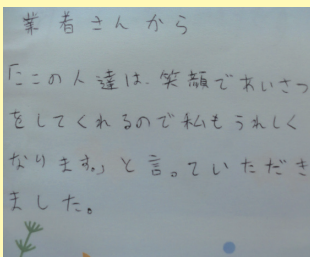 業者さんから
「ここの人達は、笑顔であいさつ
をしてくれるので私もうれしく
なります。」と言っていただき
ました。